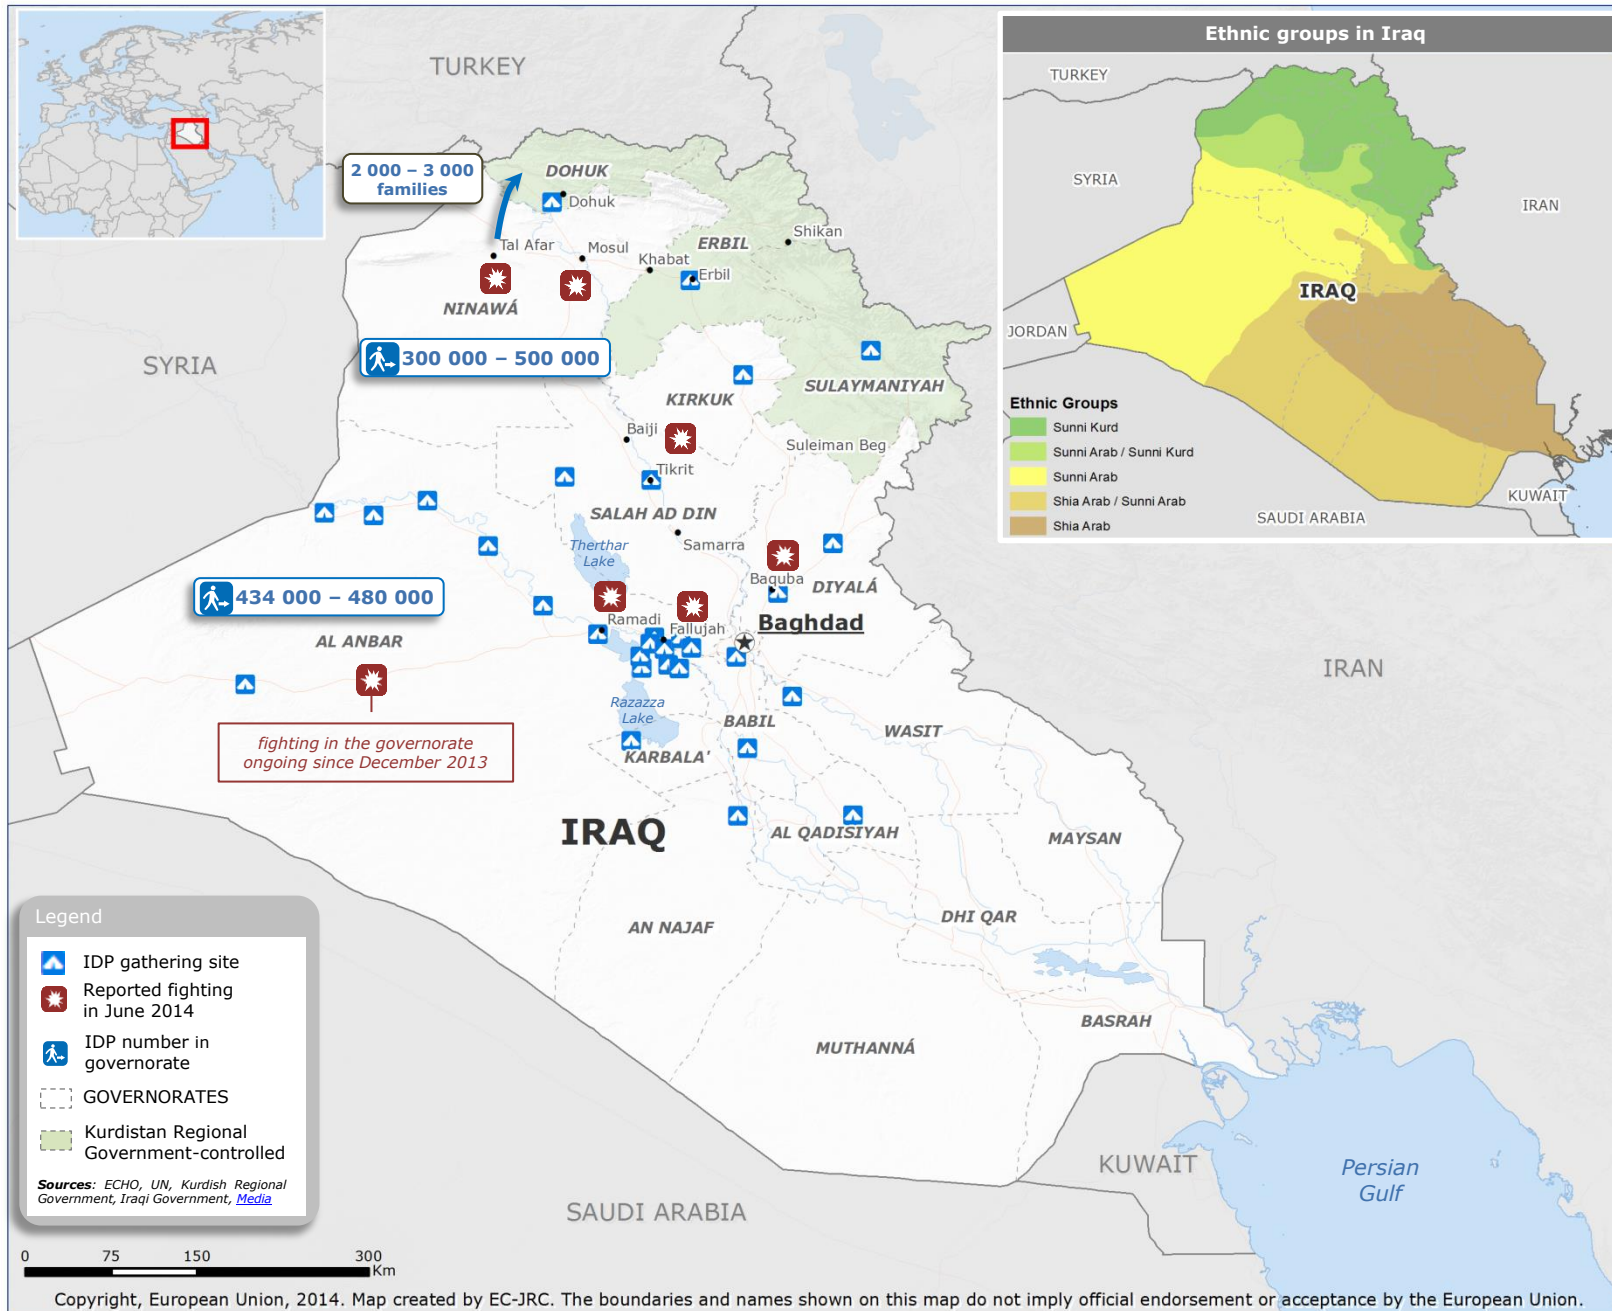 TURKEY
2 000 – 3 000
families
DOHUK
Dohuk
Tal Afar
Mosul
Khabat
ERBIL
Erbil
Shikan
NINAWÁ
SYRIA
300 000 – 500 000
KIRKUK
SULAYMANIYAH
Baiji
Suleiman Beg
Tikrit
SALAH AD DIN
Samarra
Therthar
Lake
Baquba
DIYALÁ
434 000 – 480 000
AL ANBAR
Ramadi
Fallujah
Baghdad
IRAN
fighting in the governorate
ongoing since December 2013
Razazza
Lake
BABIL
WASIT
KARBALA'
IRAQ
AL QADISIYAH
MAYSAN
AN NAJAF
DHI QAR
BASRAH
MUTHANNÁ
KUWAIT
Persian
Gulf
SAUDI ARABIA
Ethnic groups in Iraq
TURKEY
SYRIA
IRAN
IRAQ
JORDAN
KUWAIT
SAUDI ARABIA
Ethnic Groups
Sunni Kurd
Sunni Arab / Sunni Kurd
Sunni Arab
Shia Arab / Sunni Arab
Shia Arab
Legend
IDP gathering site
Reported fighting
in June 2014
IDP number in
governorate
GOVERNORATES
Kurdistan Regional
Government-controlled
Sources: ECHO, UN, Kurdish Regional
Government, Iraqi Government, Media
0 75 150 300
Km
Copyright, European Union, 2014. Map created by EC-JRC. The boundaries and names shown on this map do not imply official endorsement or acceptance by the European Union.